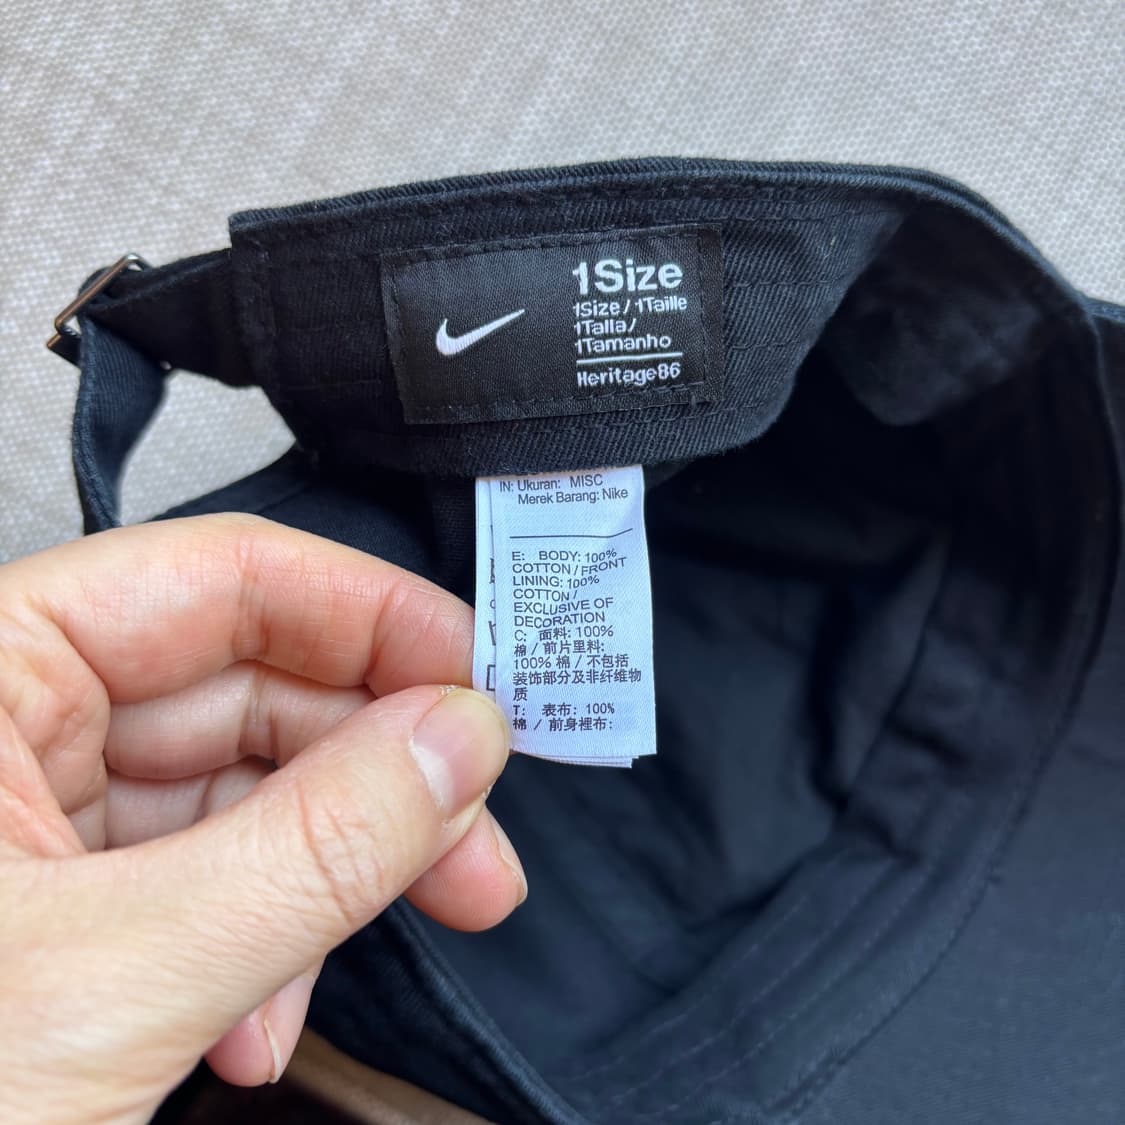 1Size
1Size / 1Taille
1Talla/
1Tamanho
Heritage86
IN: Ukuran: MISC
Merek Barang: Nike
E: BODY: 100%
COTTON / FRONT
LINING: 100%
COTTON /
EXCLUSIVE OF
DECORATION
C: 面料: 100%
棉 / 前片里料:
100% 棉 / 不包括
装饰部分及非纤维物
质
T: 表布: 100%
棉 / 前身裡布: